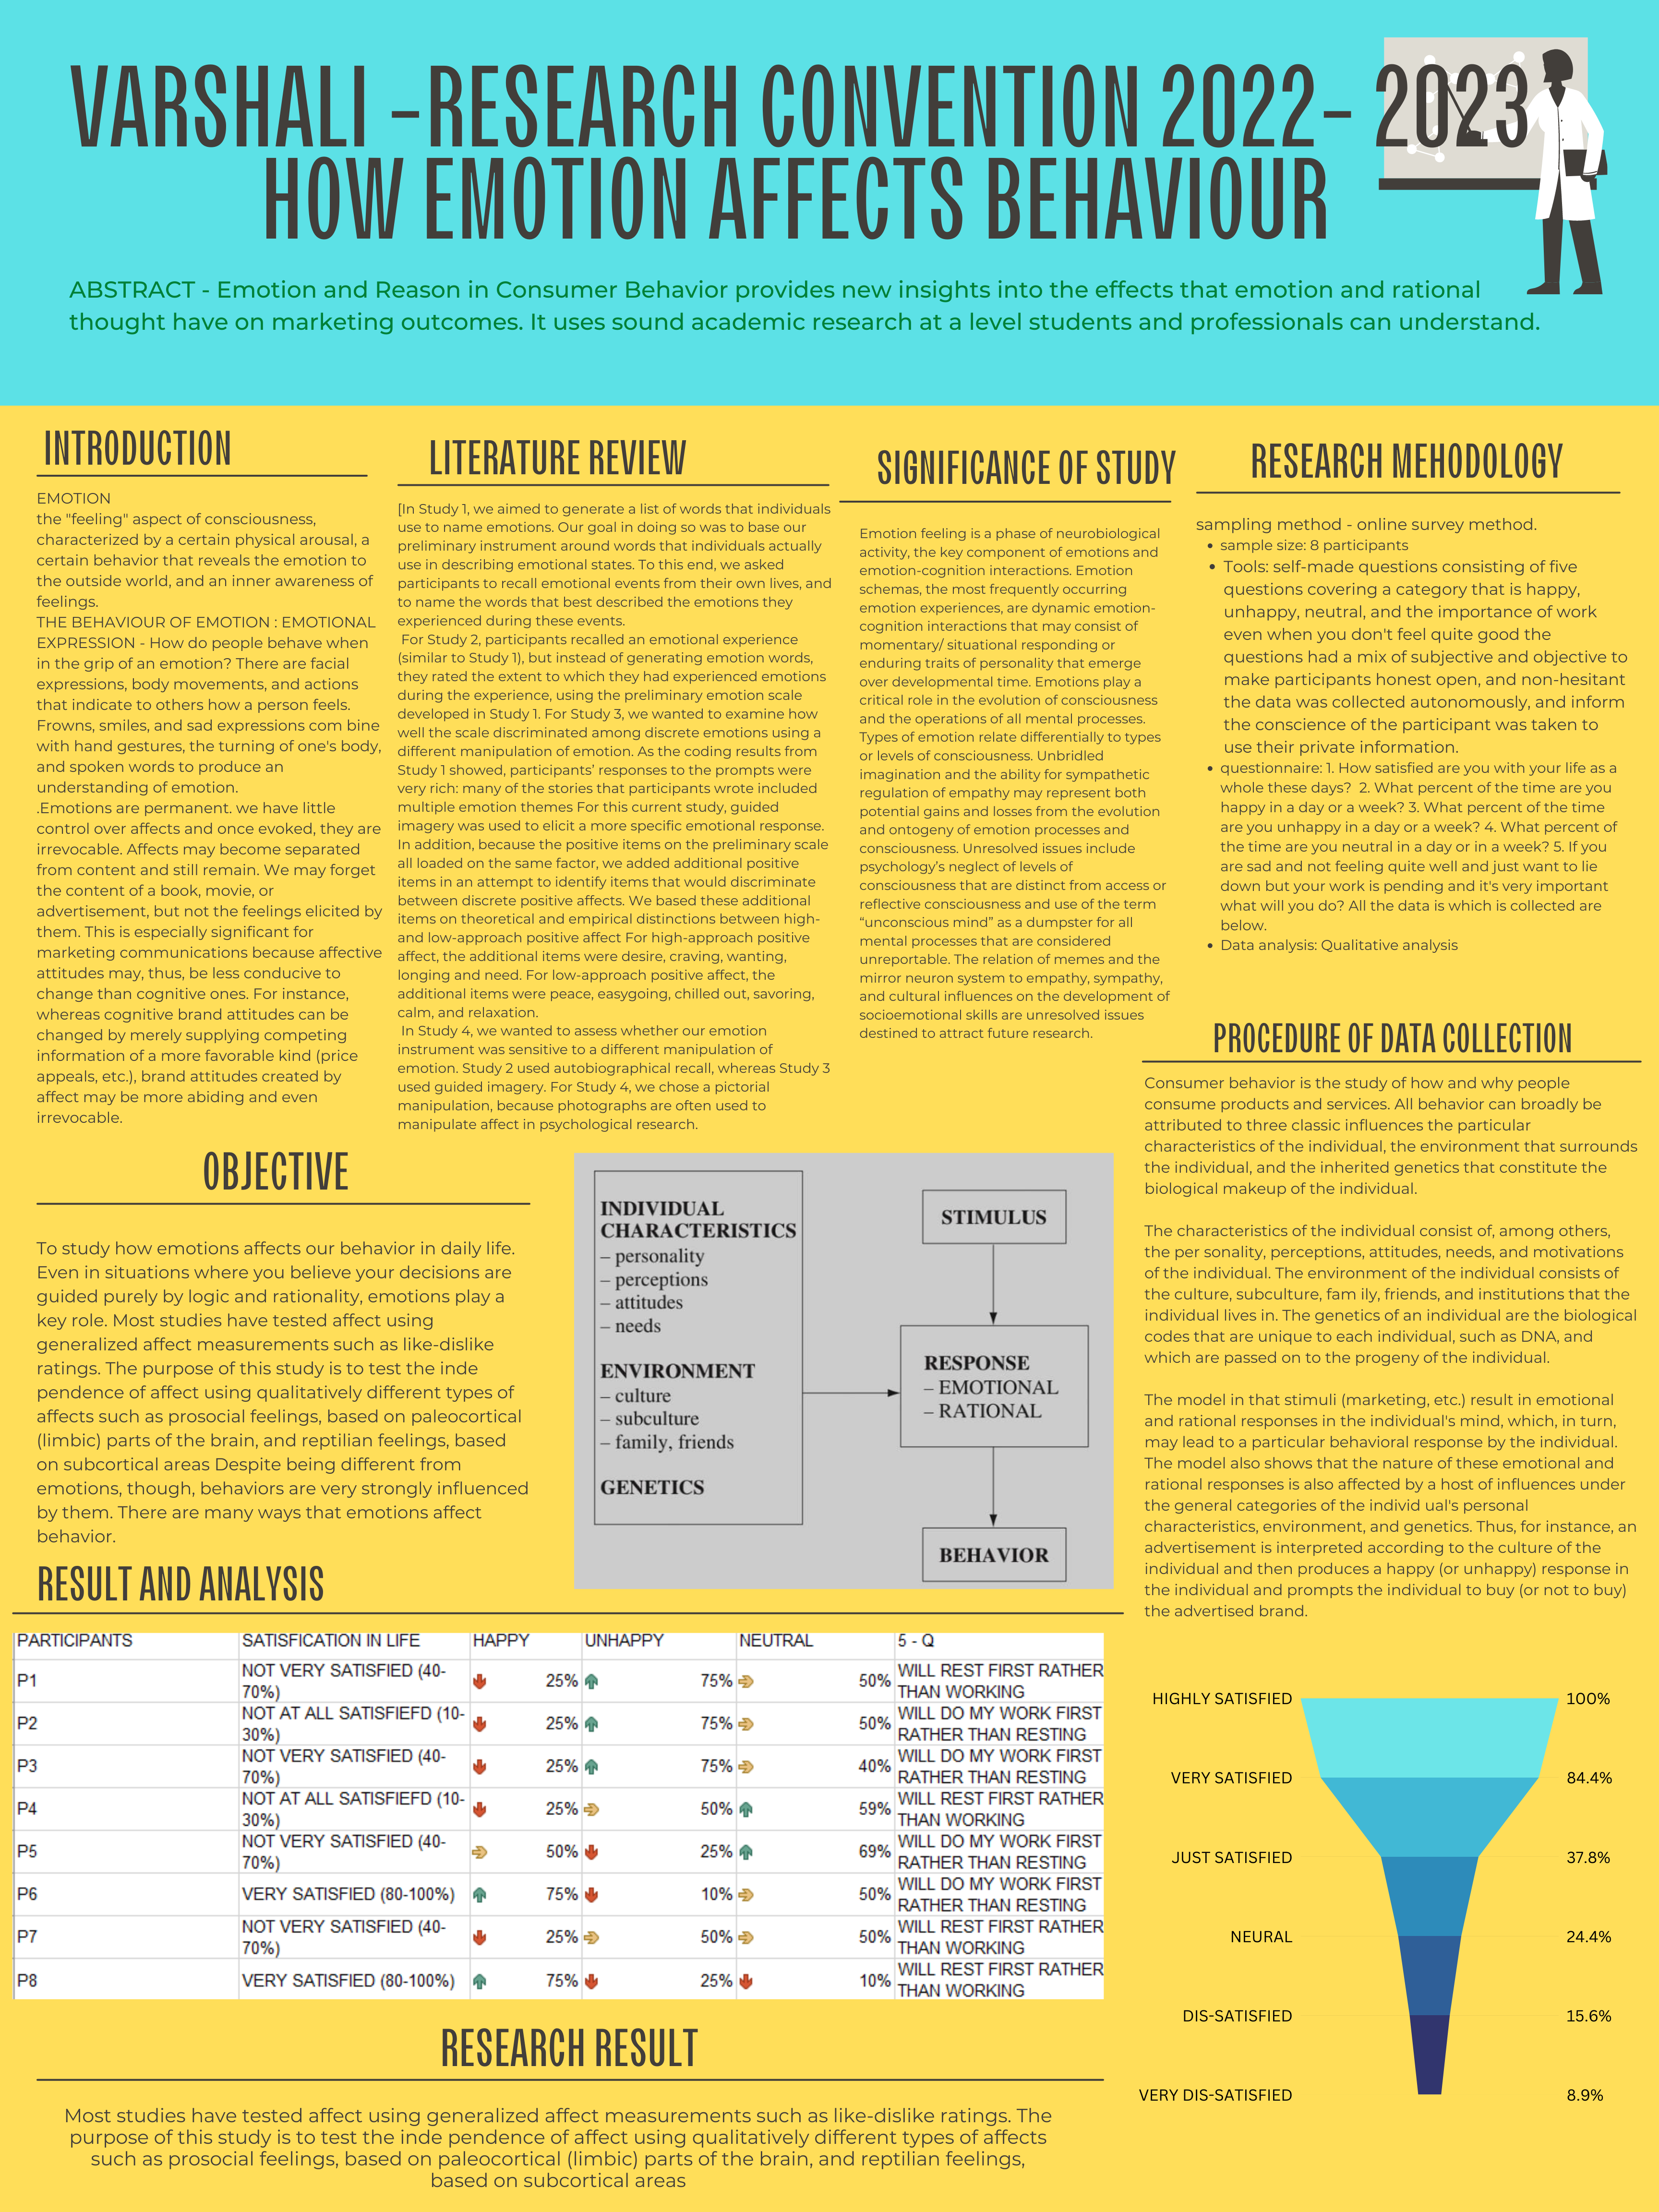 VARSHALI -RESEARCH CONVENTION 2022- 2023
HOW EMOTION AFFECTS BEHAVIOUR
ABSTRACT - Emotion and Reason in Consumer Behavior provides new insights into the effects that emotion and rational
thought have on marketing outcomes. It uses sound academic research at a level students and professionals can understand.
INTRODUCTION
EMOTION
the "feeling" aspect of consciousness,
characterized by a certain physical arousal, a
certain behavior that reveals the emotion to
the outside world, and an inner awareness of
feelings.
THE BEHAVIOUR OF EMOTION : EMOTIONAL
EXPRESSION - How do people behave when
in the grip of an emotion? There are facial
expressions, body movements, and actions
that indicate to others how a person feels.
Frowns, smiles, and sad expressions com bine
with hand gestures, the turning of one's body,
and spoken words to produce an
understanding of emotion.
.Emotions are permanent. we have little
control over affects and once evoked, they are
irrevocable. Affects may become separated
from content and still remain. We may forget
the content of a book, movie, or
advertisement, but not the feelings elicited by
them. This is especially significant for
marketing communications because affective
attitudes may, thus, be less conducive to
change than cognitive ones. For instance,
whereas cognitive brand attitudes can be
changed by merely supplying competing
information of a more favorable kind (price
appeals, etc.), brand attitudes created by
affect may be more abiding and even
irrevocable.
LITERATURE REVIEW
[In Study 1, we aimed to generate a list of words that individuals
use to name emotions. Our goal in doing so was to base our
preliminary instrument around words that individuals actually
use in describing emotional states. To this end, we asked
participants to recall emotional events from their own lives, and
to name the words that best described the emotions they
experienced during these events.
For Study 2, participants recalled an emotional experience
(similar to Study 1), but instead of generating emotion words,
they rated the extent to which they had experienced emotions
during the experience, using the preliminary emotion scale
developed in Study 1. For Study 3, we wanted to examine how
well the scale discriminated among discrete emotions using a
different manipulation of emotion. As the coding results from
Study 1 showed, participants’ responses to the prompts were
very rich: many of the stories that participants wrote included
multiple emotion themes For this current study, guided
imagery was used to elicit a more specific emotional response.
In addition, because the positive items on the preliminary scale
all loaded on the same factor, we added additional positive
items in an attempt to identify items that would discriminate
between discrete positive affects. We based these additional
items on theoretical and empirical distinctions between high-
and low-approach positive affect For high-approach positive
affect, the additional items were desire, craving, wanting,
longing and need. For low-approach positive affect, the
additional items were peace, easygoing, chilled out, savoring,
calm, and relaxation.
In Study 4, we wanted to assess whether our emotion
instrument was sensitive to a different manipulation of
emotion. Study 2 used autobiographical recall, whereas Study 3
used guided imagery. For Study 4, we chose a pictorial
manipulation, because photographs are often used to
manipulate affect in psychological research.
SIGNIFICANCE OF STUDY
Emotion feeling is a phase of neurobiological
activity, the key component of emotions and
emotion-cognition interactions. Emotion
schemas, the most frequently occurring
emotion experiences, are dynamic emotion-
cognition interactions that may consist of
momentary/ situational responding or
enduring traits of personality that emerge
over developmental time. Emotions play a
critical role in the evolution of consciousness
and the operations of all mental processes.
Types of emotion relate differentially to types
or levels of consciousness. Unbridled
imagination and the ability for sympathetic
regulation of empathy may represent both
potential gains and losses from the evolution
and ontogeny of emotion processes and
consciousness. Unresolved issues include
psychology’s neglect of levels of
consciousness that are distinct from access or
reflective consciousness and use of the term
“unconscious mind” as a dumpster for all
mental processes that are considered
unreportable. The relation of memes and the
mirror neuron system to empathy, sympathy,
and cultural influences on the development of
socioemotional skills are unresolved issues
destined to attract future research.
RESEARCH MEHODOLOGY
sampling method - online survey method.
• sample size: 8 participants
• Tools: self-made questions consisting of five
questions covering a category that is happy,
unhappy, neutral, and the importance of work
even when you don't feel quite good the
questions had a mix of subjective and objective to
make participants honest open, and non-hesitant
the data was collected autonomously, and inform
the conscience of the participant was taken to
use their private information.
• questionnaire: 1. How satisfied are you with your life as a
whole these days? 2. What percent of the time are you
happy in a day or a week? 3. What percent of the time
are you unhappy in a day or a week? 4. What percent of
the time are you neutral in a day or in a week? 5. If you
are sad and not feeling quite well and just want to lie
down but your work is pending and it's very important
what will you do? All the data is which is collected are
below.
• Data analysis: Qualitative analysis
PROCEDURE OF DATA COLLECTION
Consumer behavior is the study of how and why people
consume products and services. All behavior can broadly be
attributed to three classic influences the particular
characteristics of the individual, the environment that surrounds
the individual, and the inherited genetics that constitute the
biological makeup of the individual.
The characteristics of the individual consist of, among others,
the per sonality, perceptions, attitudes, needs, and motivations
of the individual. The environment of the individual consists of
the culture, subculture, fam ily, friends, and institutions that the
individual lives in. The genetics of an individual are the biological
codes that are unique to each individual, such as DNA, and
which are passed on to the progeny of the individual.
The model in that stimuli (marketing, etc.) result in emotional
and rational responses in the individual's mind, which, in turn,
may lead to a particular behavioral response by the individual.
The model also shows that the nature of these emotional and
rational responses is also affected by a host of influences under
the general categories of the individ ual's personal
characteristics, environment, and genetics. Thus, for instance, an
advertisement is interpreted according to the culture of the
individual and then produces a happy (or unhappy) response in
the individual and prompts the individual to buy (or not to buy)
the advertised brand.
OBJECTIVE
To study how emotions affects our behavior in daily life.
Even in situations where you believe your decisions are
guided purely by logic and rationality, emotions play a
key role. Most studies have tested affect using
generalized affect measurements such as like-dislike
ratings. The purpose of this study is to test the inde
pendence of affect using qualitatively different types of
affects such as prosocial feelings, based on paleocortical
(limbic) parts of the brain, and reptilian feelings, based
on subcortical areas Despite being different from
emotions, though, behaviors are very strongly influenced
by them. There are many ways that emotions affect
behavior.
INDIVIDUAL
CHARACTERISTICS
– personality
– perceptions
– attitudes
– needs
ENVIRONMENT
– culture
– subculture
– family, friends
GENETICS
STIMULUS
RESPONSE
– EMOTIONAL
– RATIONAL
BEHAVIOR
RESULT AND ANALYSIS
PARTICIPANTS SATISFICATION IN LIFE HAPPY UNHAPPY NEUTRAL 5 - Q
P1 NOT VERY SATISFIED (40- 25% 75% 50% WILL REST FIRST RATHER
70%) THAN WORKING
P2 NOT AT ALL SATISFIEFD (10- 25% 75% 50% WILL DO MY WORK FIRST
30%) RATHER THAN RESTING
P3 NOT VERY SATISFIED (40- 25% 75% 40% WILL DO MY WORK FIRST
70%) RATHER THAN RESTING
P4 NOT AT ALL SATISFIEFD (10- 25% 50% 59% WILL REST FIRST RATHER
30%) THAN WORKING
P5 NOT VERY SATISFIED (40- 50% 25% 69% WILL DO MY WORK FIRST
70%) RATHER THAN RESTING
P6 VERY SATISFIED (80-100%) 75% 10% 50% WILL DO MY WORK FIRST
RATHER THAN RESTING
P7 NOT VERY SATISFIED (40- 25% 50% 50% WILL REST FIRST RATHER
70%) THAN WORKING
P8 VERY SATISFIED (80-100%) 75% 25% 10% WILL REST FIRST RATHER
THAN WORKING
HIGHLY SATISFIED 100%
VERY SATISFIED 84.4%
JUST SATISFIED 37.8%
NEURAL 24.4%
DIS-SATISFIED 15.6%
VERY DIS-SATISFIED 8.9%
RESEARCH RESULT
Most studies have tested affect using generalized affect measurements such as like-dislike ratings. The
purpose of this study is to test the inde pendence of affect using qualitatively different types of affects
such as prosocial feelings, based on paleocortical (limbic) parts of the brain, and reptilian feelings,
based on subcortical areas